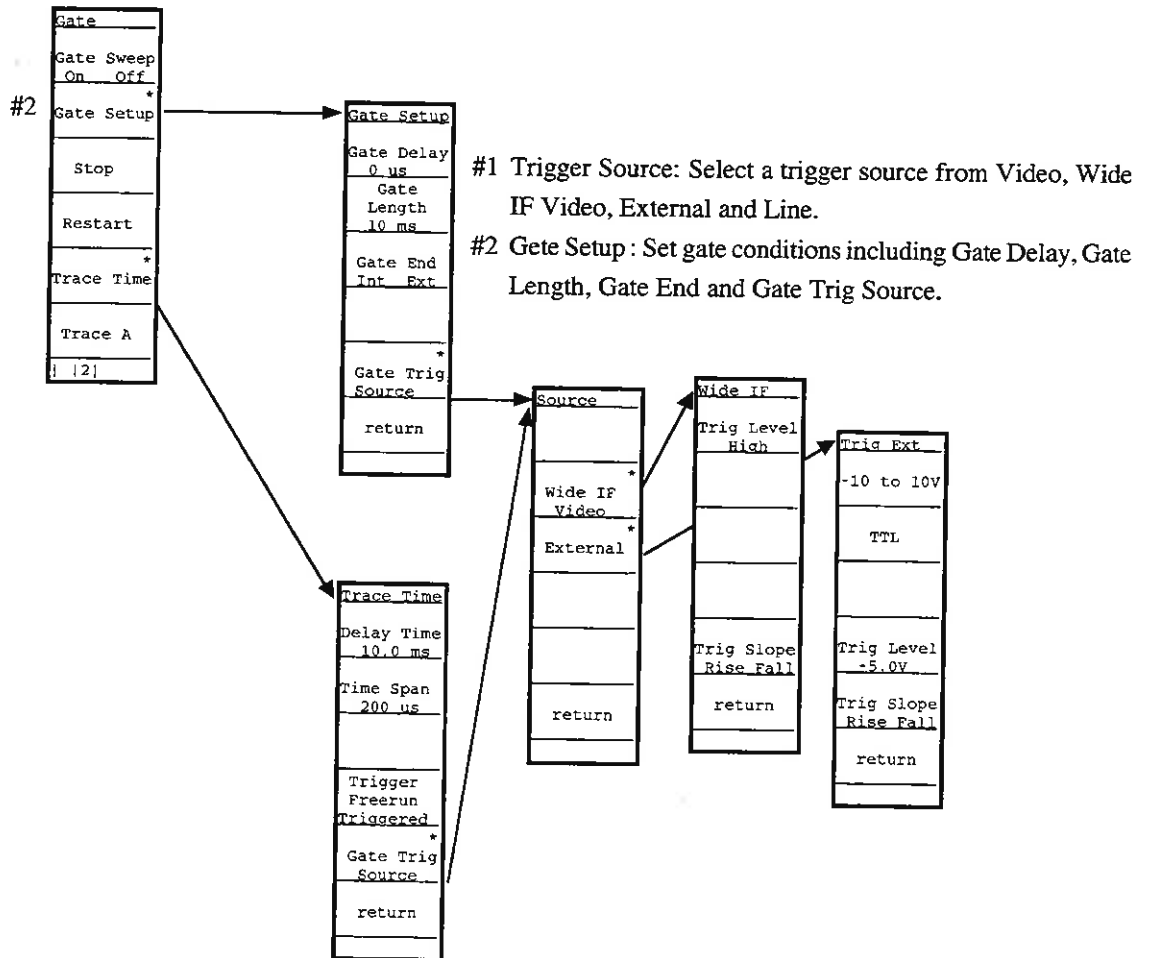 Gate
Gate Sweep
On Off
*
#2
Gate Setup
Stop
Restart
*
Trace Time
Trace A
| |2|
Gate Setup
Gate Delay
0 us
Gate
Length
10 ms
Gate End
Int Ext
*
Gate Trig
Source
return
#1 Trigger Source: Select a trigger source from Video, Wide
IF Video, External and Line.
#2 Gete Setup : Set gate conditions including Gate Delay, Gate
Length, Gate End and Gate Trig Source.
Trace Time
Delay Time
10.0 ms
Time Span
200 us
Trigger
Freerun
Triggered
*
Gate Trig
Source
return
Source
*
Wide IF
Video
*
External
return
Wide IF
Trig Level
High
Trig Slope
Rise Fall
return
Trig Ext
-10 to 10V
TTL
Trig Level
-5.0V
Trig Slope
Rise Fall
return